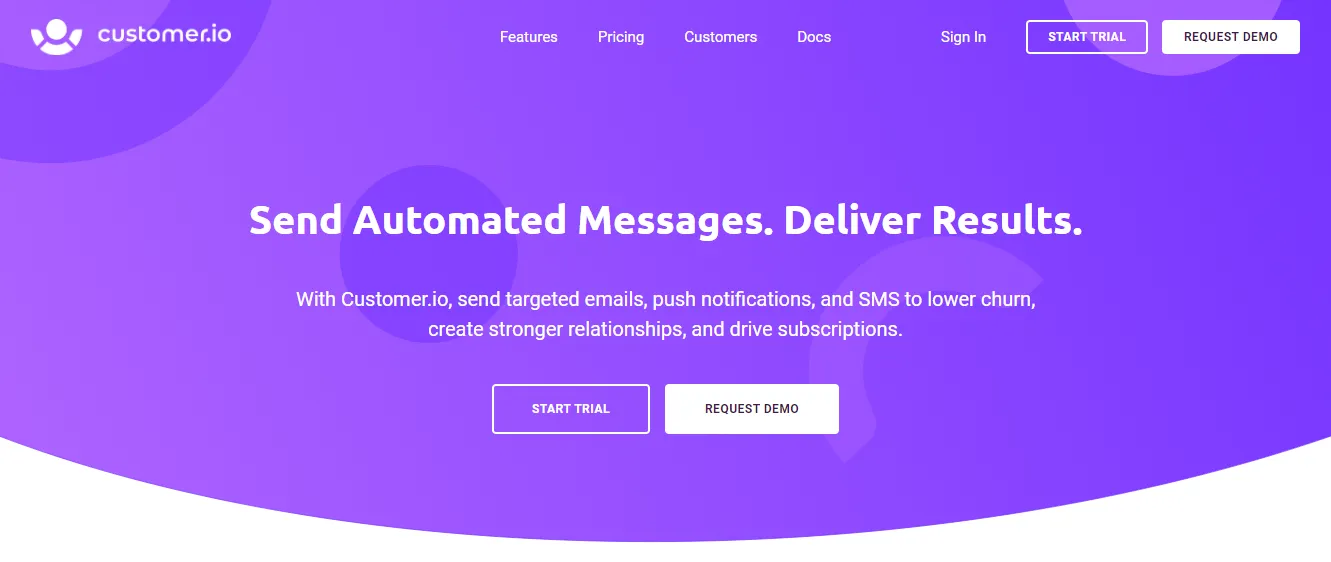 customer.io
Features
Pricing
Customers
Docs
Sign In
START TRIAL
REQUEST DEMO
Send Automated Messages. Deliver Results.
With Customer.io, send targeted emails, push notifications, and SMS to lower churn,
create stronger relationships, and drive subscriptions.
START TRIAL
REQUEST DEMO